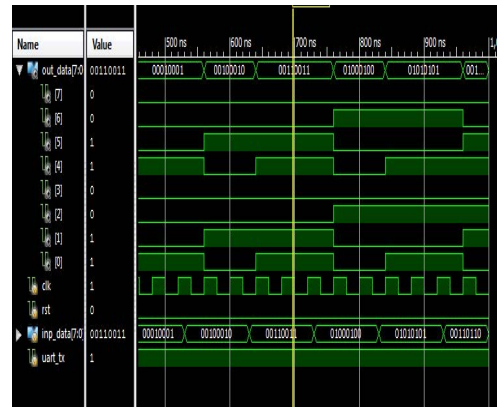 Name Value 500 ns 600 ns 700 ns 800 ns 900 ns
out_data[7:0] 00110011 00010001 00100010 00110011 01000100 01010101 001...
[7] 0
[6] 0
[5] 1
[4] 1
[3] 0
[2] 0
[1] 1
[0] 1
clk 1
rst 0
inp_data[7:0] 00110011 00010001 00100010 00110011 01000100 01010101 00110110
uart_tx 1